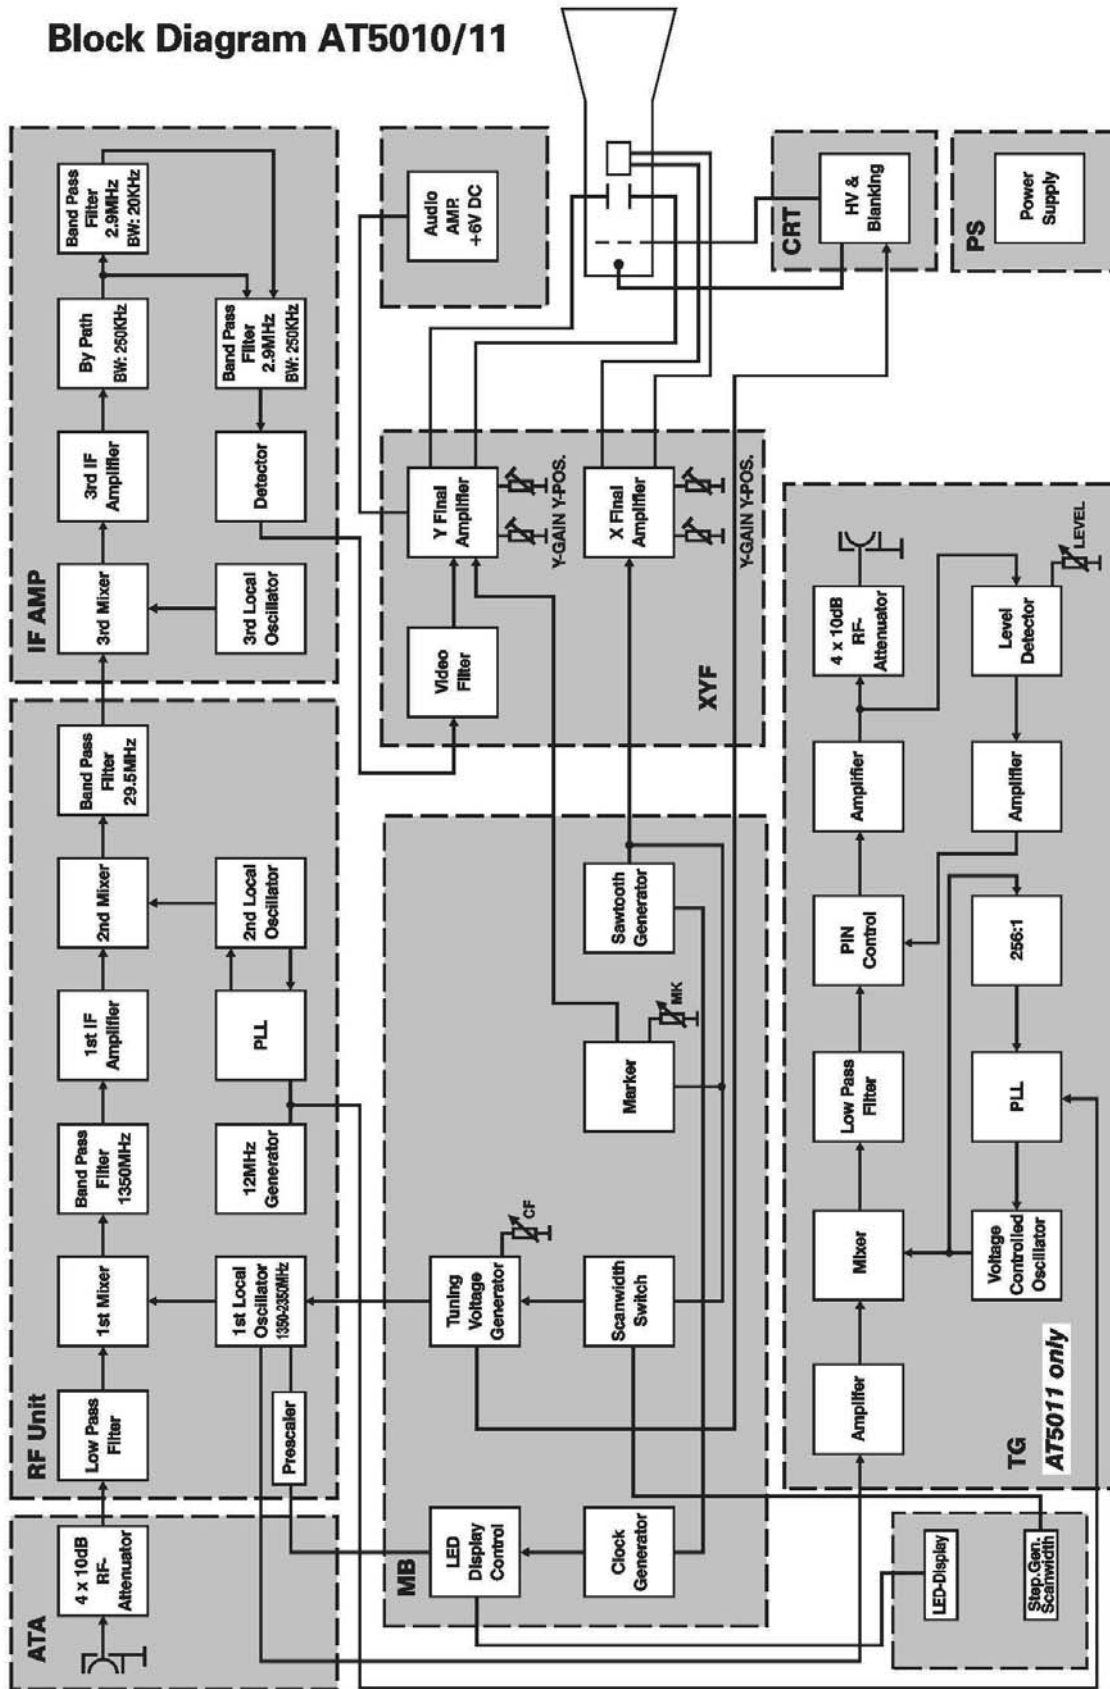 Block Diagram AT5010/11
ATA
4 x 10dB
RF-
Attenuator
RF Unit
Low Pass
Filter
1st Mixer
Band Pass
Filter
1350MHz
1st IF
Amplifier
2nd Mixer
Band Pass
Filter
29.5MHz
Prescaler
1st Local
Oscillator
1350-2350MHz
12MHz
Generator
PLL
2nd Local
Oscillator
IF AMP
3rd Mixer
3rd IF
Amplifier
By Path
BW: 250KHz
Band Pass
Filter
2.9MHz
BW: 20KHz
3rd Local
Oscillator
Detector
Band Pass
Filter
2.9MHz
BW: 250KHz
MB
LED
Display
Control
Tuning
Voltage
Generator
CF
Clock
Generator
Scanwidth
Switch
Marker
MK
Sawtooth
Generator
XYF
Video
Filter
Y Final
Amplifier
Y-GAIN Y-POS.
X Final
Amplifier
Y-GAIN Y-POS.
Audio
AMP.
+6V DC
CRT
HV &
Blanking
PS
Power
Supply
TG
AT5011 only
Amplifer
Mixer
Low Pass
Filter
PIN
Control
Amplifier
4 x 10dB
RF-
Attenuator
Voltage
Controlled
Oscillator
PLL
256:1
Amplifier
Level
Detector
LEVEL
LED-Display
Step.Gen.
Scanwidth